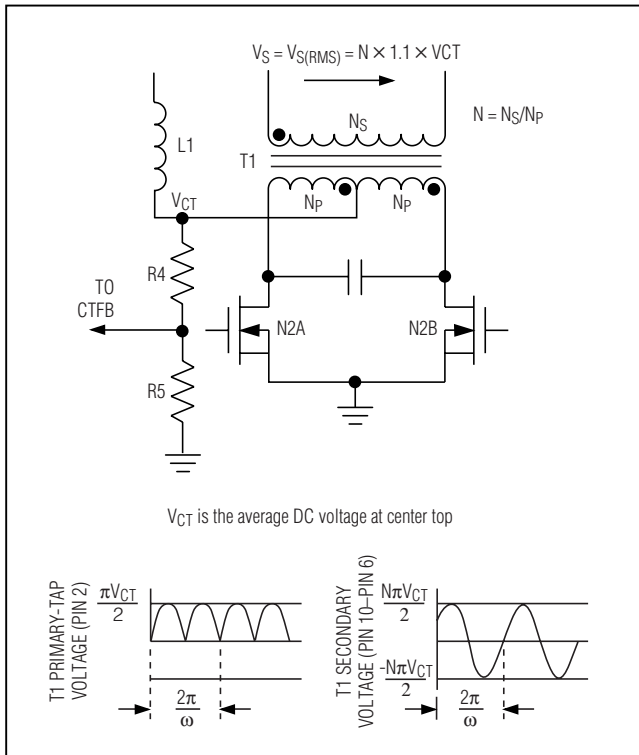 V_S = V_S(RMS) = N × 1.1 × VCT
N_S
N = N_S/N_P
L1
T1
V_CT
N_P
N_P
R4
TO
CTFB
N2A
N2B
R5
V_CT is the average DC voltage at center top
T1 PRIMARY-TAP
VOLTAGE (PIN 2)
πV_CT
2
2π
ω
T1 SECONDARY
VOLTAGE (PIN 10–PIN 6)
NπV_CT
2
-NπV_CT
2
2π
ω